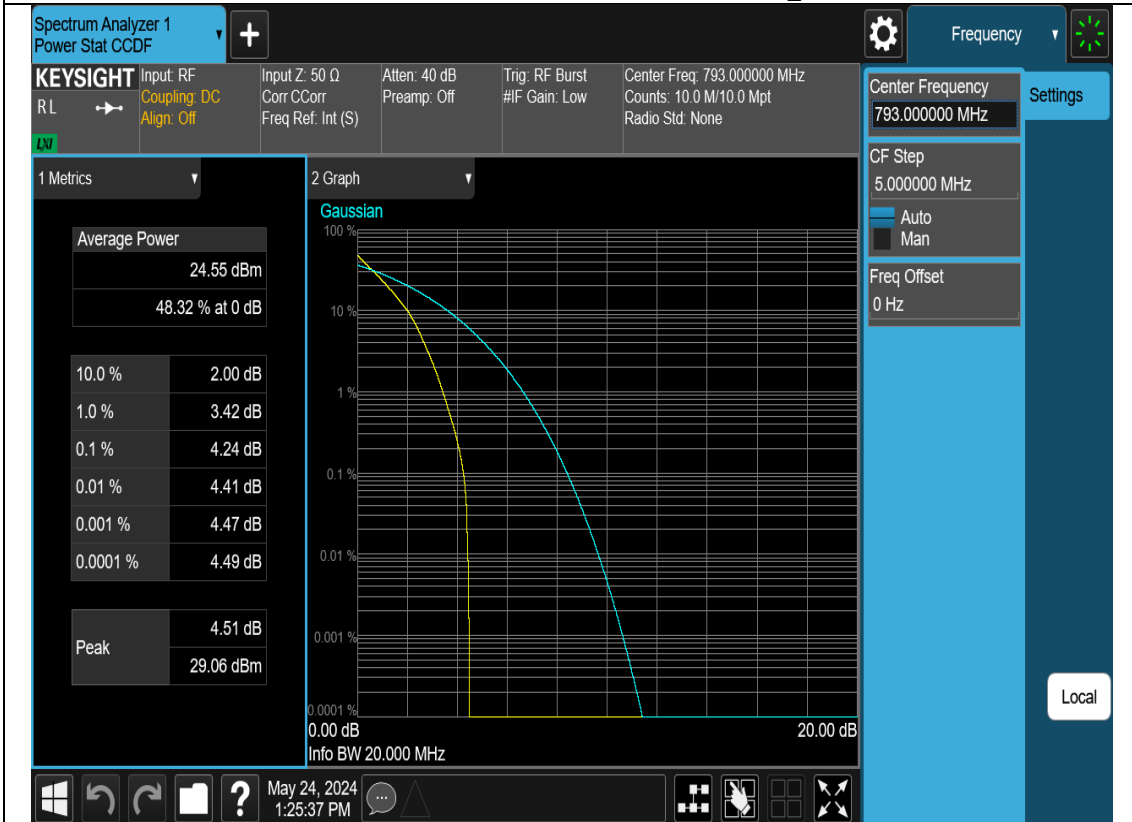 Spectrum Analyzer 1
Power Stat CCDF
Frequency
KEYSIGHT
RL
LXI
Input: RF
Coupling: DC
Align: Off
Input Z: 50 Ω
Corr CCorr
Freq Ref: Int (S)
Atten: 40 dB
Preamp: Off
Trig: RF Burst
#IF Gain: Low
Center Freq: 793.000000 MHz
Counts: 10.0 M/10.0 Mpt
Radio Std: None
Center Frequency
793.000000 MHz
Settings
CF Step
5.000000 MHz
Auto
Man
Freq Offset
0 Hz
Local
1 Metrics
Average Power
24.55 dBm
48.32 % at 0 dB
10.0 % 2.00 dB
1.0 % 3.42 dB
0.1 % 4.24 dB
0.01 % 4.41 dB
0.001 % 4.47 dB
0.0001 % 4.49 dB
Peak 4.51 dB
29.06 dBm
2 Graph
Gaussian
100 %
10 %
1 %
0.1 %
0.01 %
0.001 %
0.0001 %
0.00 dB 20.00 dB
Info BW 20.000 MHz
? May 24, 2024
1:25:37 PM